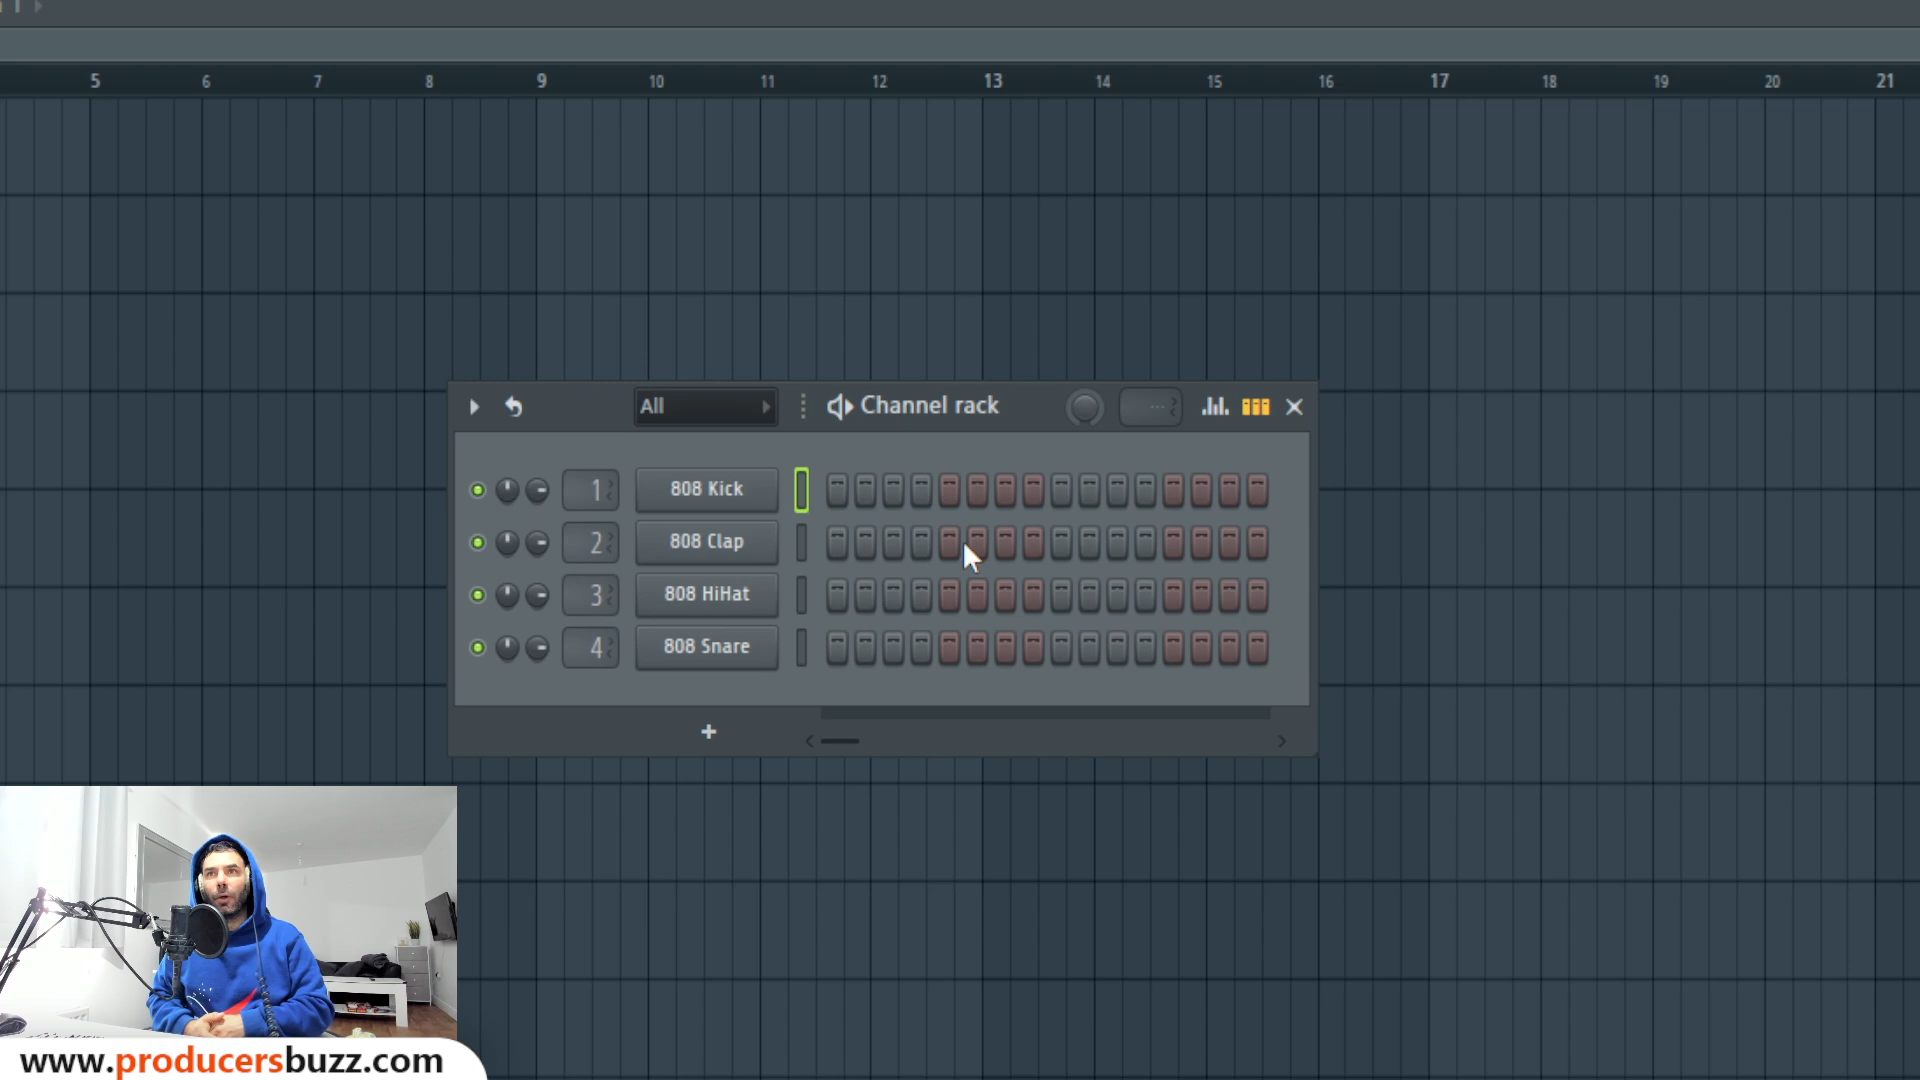 5 6 7 8 9 10 11 12 13 14 15 16 17 18 19 20 21
All Channel rack ---
1 808 Kick
2 808 Clap
3 808 HiHat
4 808 Snare
+
www.producersbuzz.com